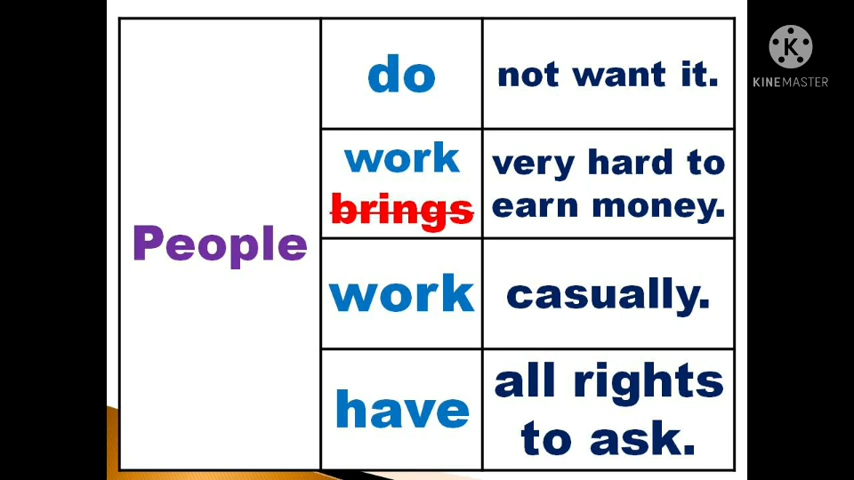 do not want it.
work very hard to
brings earn money.
People
work casually.
have all rights
to ask.
K
KINEMASTER